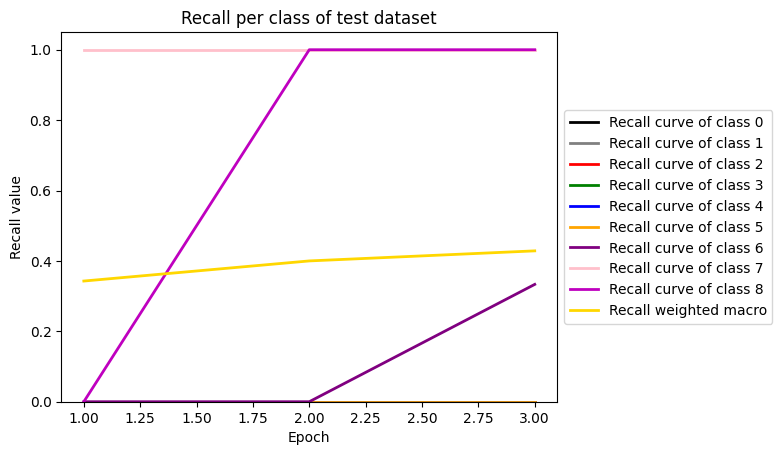 Recall per class of test dataset
Recall value
1.0
0.8
0.6
0.4
0.2
0.0
1.00 1.25 1.50 1.75 2.00 2.25 2.50 2.75 3.00
Epoch
Recall curve of class 0
Recall curve of class 1
Recall curve of class 2
Recall curve of class 3
Recall curve of class 4
Recall curve of class 5
Recall curve of class 6
Recall curve of class 7
Recall curve of class 8
Recall weighted macro